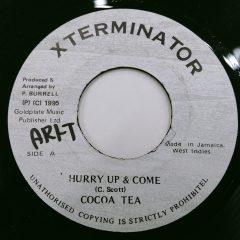 XTERMINATOR
Produced &
Arranged by
P. BURRELL
(P) (C) 1995
Goldplate Music
Publisher Ltd
ART
SIDE A
Made in Jamaica,
West Indies
HURRY UP & COME
(C. Scott)
COCOA TEA
UNAUTHORISED COPYING IS STRICTLY PROHIBITED